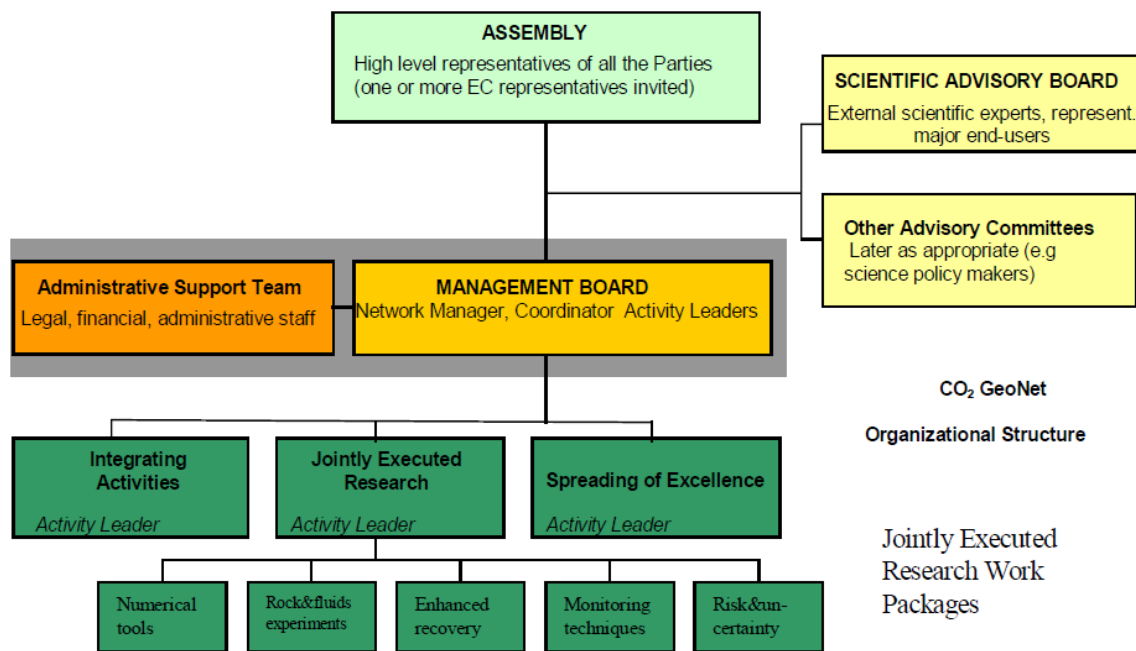 ASSEMBLY
High level representatives of all the Parties
(one or more EC representatives invited)
SCIENTIFIC ADVISORY BOARD
External scientific experts, represent.
major end-users
Other Advisory Committees
Later as appropriate (e.g
science policy makers)
Administrative Support Team
Legal, financial, administrative staff
MANAGEMENT BOARD
Network Manager, Coordinator Activity Leaders
CO₂ GeoNet
Organizational Structure
Integrating
Activities
Activity Leader
Jointly Executed
Research
Activity Leader
Spreading of Excellence
Activity Leader
Jointly Executed
Research Work
Packages
Numerical
tools
Rock&fluids
experiments
Enhanced
recovery
Monitoring
techniques
Risk&un-
certainty